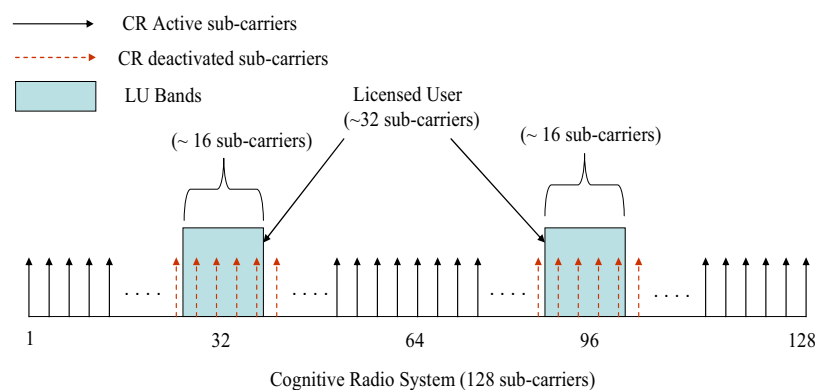 CR Active sub-carriers
CR deactivated sub-carriers
LU Bands
Licensed User
(~32 sub-carriers)
(~ 16 sub-carriers)
(~ 16 sub-carriers)
. . . .
. . . .
. . . .
. . . .
1
32
64
96
128
Cognitive Radio System (128 sub-carriers)